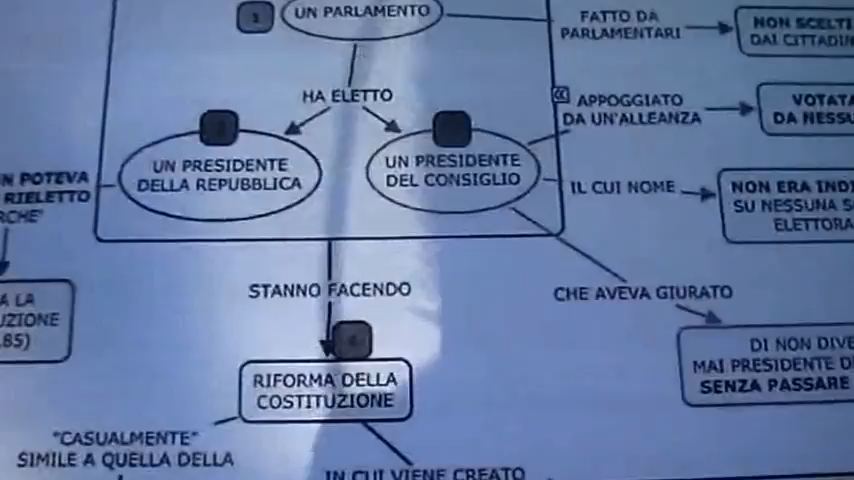 1
UN PARLAMENTO
FATTO DA
PARLAMENTARI
NON SCELTI
DAI CITTADIN
HA ELETTO
APPOGGIATO
DA UN'ALLEANZA
VOTATA
DA NESSU
UN PRESIDENTE
DELLA REPUBBLICA
UN PRESIDENTE
DEL CONSIGLIO
N POTEVA
RIELETTO
RCHE'
IL CUI NOME
NON ERA INDI
SU NESSUNA S
ELETTORA
STANNO FACENDO
CHE AVEVA GIURATO
A LA
UZIONE
.85)
4
RIFORMA DELLA
COSTITUZIONE
DI NON DIVE
MAI PRESIDENTE D
SENZA PASSARE
"CASUALMENTE"
SIMILE A QUELLA DELLA
IN CUI VIENE CREATO